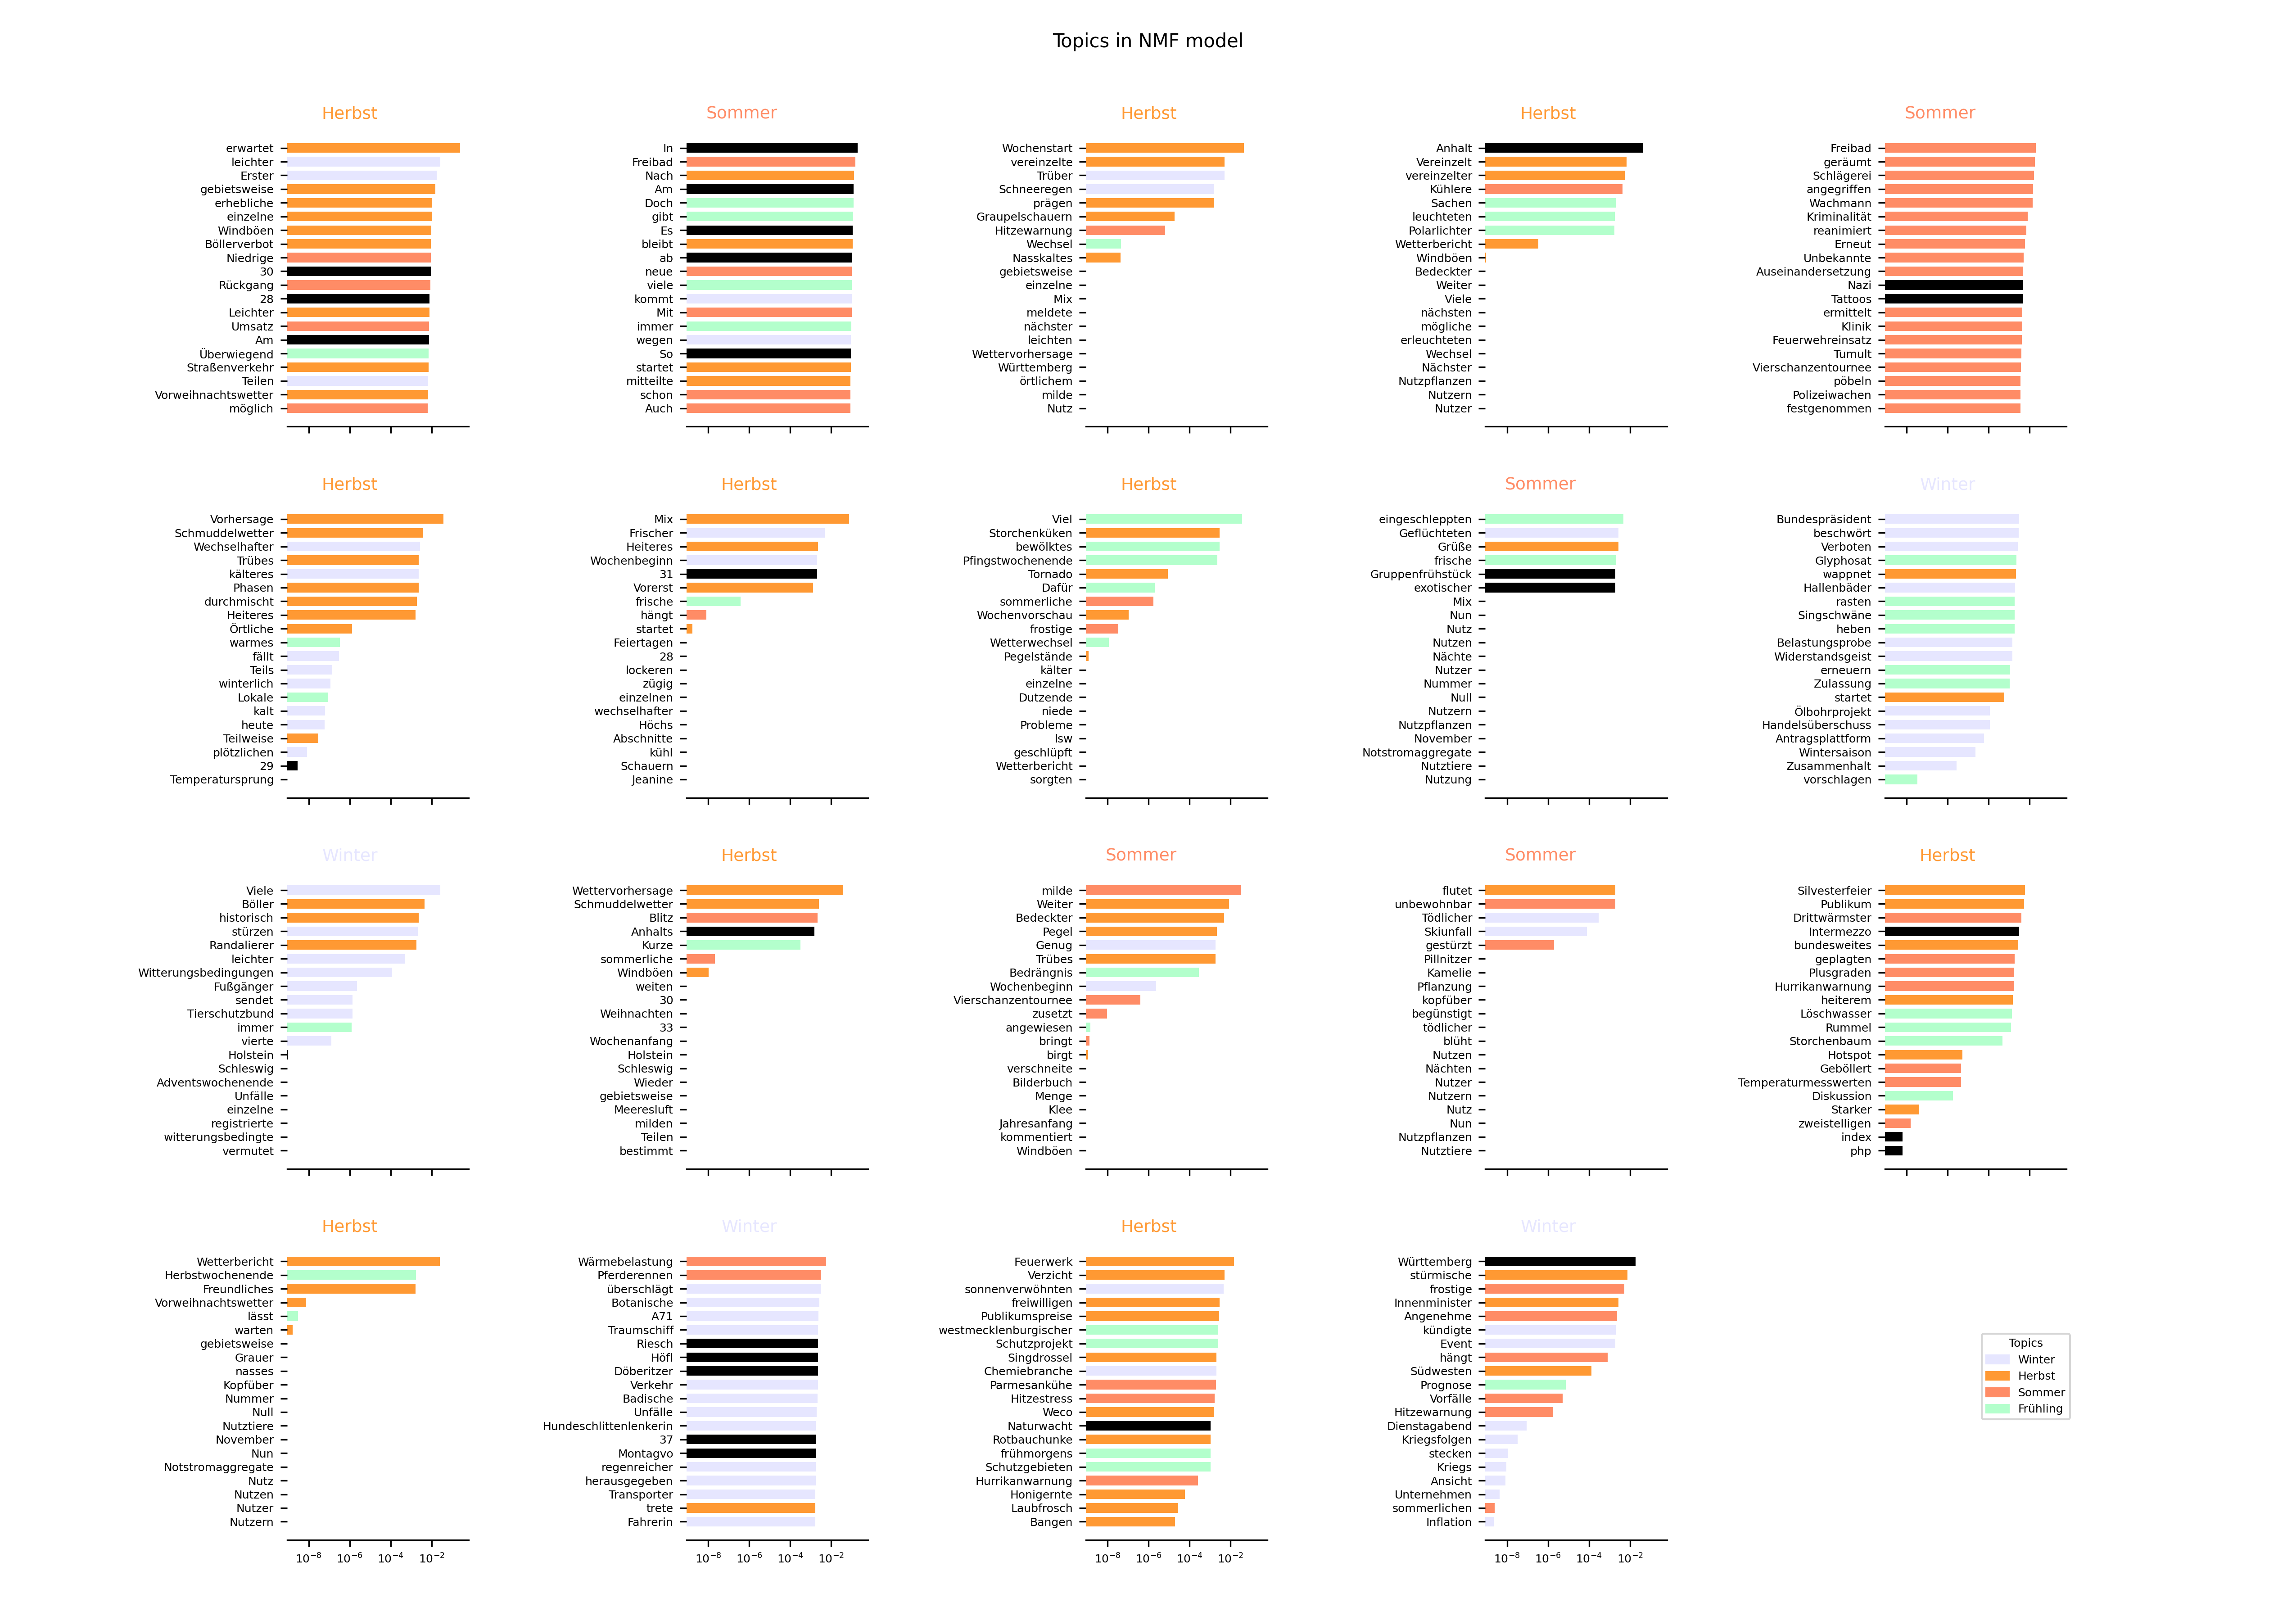 Topics in NMF model
Herbst
erwartet
leichter
Erster
gebietsweise
erhebliche
einzelne
Windböen
Böllerverbot
Niedrige
30
Rückgang
28
Leichter
Umsatz
Am
Überwiegend
Straßenverkehr
Teilen
Vorweihnachtswetter
möglich
Sommer
In
Freibad
Nach
Am
Doch
gibt
Es
bleibt
ab
neue
viele
kommt
Mit
immer
wegen
So
startet
mitteilte
schon
Auch
Herbst
Wochenstart
vereinzelte
Trüber
Schneeregen
prägen
Graupelschauern
Hitzewarnung
Wechsel
Nasskaltes
gebietsweise
einzelne
Mix
meldete
nächster
leichten
Wettervorhersage
Württemberg
örtlichem
milde
Nutz
Herbst
Anhalt
Vereinzelt
vereinzelter
Kühlere
Sachen
leuchteten
Polarlichter
Wetterbericht
Windböen
Bedeckter
Weiter
Viele
nächsten
mögliche
erleuchteten
Wechsel
Nächster
Nutzpflanzen
Nutzern
Nutzer
Sommer
Freibad
geräumt
Schlägerei
angegriffen
Wachmann
Kriminalität
reanimiert
Erneut
Unbekannte
Auseinandersetzung
Nazi
Tattoos
ermittelt
Klinik
Feuerwehreinsatz
Tumult
Vierschanzentournee
pöbeln
Polizeiwachen
festgenommen
Herbst
Vorhersage
Schmuddelwetter
Wechselhafter
Trübes
kälteres
Phasen
durchmischt
Heiteres
Örtliche
warmes
fällt
Teils
winterlich
Lokale
kalt
heute
Teilweise
plötzlichen
29
Temperatursprung
Herbst
Mix
Frischer
Heiteres
Wochenbeginn
31
Vorerst
frische
hängt
startet
Feiertagen
28
lockeren
zügig
einzelnen
wechselhafter
Höchs
Abschnitte
kühl
Schauern
Jeanine
Herbst
Viel
Storchenküken
bewölktes
Pfingstwochenende
Tornado
Dafür
sommerliche
Wochenvorschau
frostige
Wetterwechsel
Pegelstände
kälter
einzelne
Dutzende
niede
Probleme
lsw
geschlüpft
Wetterbericht
sorgten
Sommer
eingeschleppten
Geflüchteten
Grüße
frische
Gruppenfrühstück
exotischer
Mix
Nun
Nutz
Nutzen
Nächte
Nutzer
Nummer
Null
Nutzern
Nutzpflanzen
November
Notstromaggregate
Nutztiere
Nutzung
Winter
Bundespräsident
beschwört
Verboten
Glyphosat
wappnet
Hallenbäder
rasten
Singschwäne
heben
Belastungsprobe
Widerstandsgeist
erneuern
Zulassung
startet
Ölbohrprojekt
Handelsüberschuss
Antragsplattform
Wintersaison
Zusammenhalt
vorschlagen
Winter
Viele
Böller
historisch
stürzen
Randalierer
leichter
Witterungsbedingungen
Fußgänger
sendet
Tierschutzbund
immer
vierte
Holstein
Schleswig
Adventswochenende
Unfälle
einzelne
registrierte
witterungsbedingte
vermutet
Herbst
Wettervorhersage
Schmuddelwetter
Blitz
Anhalts
Kurze
sommerliche
Windböen
weiten
30
Weihnachten
33
Wochenanfang
Holstein
Schleswig
Wieder
gebietsweise
Meeresluft
milden
Teilen
bestimmt
Sommer
milde
Weiter
Bedeckter
Pegel
Genug
Trübes
Bedrängnis
Wochenbeginn
Vierschanzentournee
zusetzt
angewiesen
bringt
birgt
verschneite
Bilderbuch
Menge
Klee
Jahresanfang
kommentiert
Windböen
Sommer
flutet
unbewohnbar
Tödlicher
Skiunfall
gestürzt
Pillnitzer
Kamelie
Pflanzung
kopfüber
begünstigt
tödlicher
blüht
Nutzen
Nächten
Nutzer
Nutzern
Nutz
Nun
Nutzpflanzen
Nutztiere
Herbst
Silvesterfeier
Publikum
Drittwärmster
Intermezzo
bundesweites
geplagten
Plusgraden
Hurrikanwarnung
heiterem
Löschwasser
Rummel
Storchenbaum
Hotspot
Geböllert
Temperaturmesswerten
Diskussion
Starker
zweistelligen
index
php
Herbst
Wetterbericht
Herbstwochenende
Freundliches
Vorweihnachtswetter
lässt
warten
gebietsweise
Grauer
nasses
Kopfüber
Nummer
Null
Nutztiere
November
Nun
Notstromaggregate
Nutz
Nutzen
Nutzer
Nutzern
10⁻⁸ 10⁻⁶ 10⁻⁴ 10⁻²
Winter
Wärmebelastung
Pferderennen
überschlägt
Botanische
A71
Traumschiff
Riesch
Höfl
Döberitzer
Verkehr
Badische
Unfälle
Hundeschlittenlenkerin
37
Montagvo
regenreicher
herausgegeben
Transporter
trete
Fahrerin
10⁻⁸ 10⁻⁶ 10⁻⁴ 10⁻²
Herbst
Feuerwerk
Verzicht
sonnenverwöhnten
freiwilligen
Publikumspreise
westmecklenburgischer
Schutzprojekt
Singdrossel
Chemiebranche
Parmesankühe
Hitzestress
Weco
Naturwacht
Rotbauchunke
frühmorgens
Schutzgebieten
Hurrikanwarnung
Honigernte
Laubfrosch
Bangen
10⁻⁸ 10⁻⁶ 10⁻⁴ 10⁻²
Winter
Württemberg
stürmische
frostige
Innenminister
Angenehme
kündigte
Event
hängt
Südwesten
Prognose
Vorfälle
Hitzewarnung
Dienstagabend
Kriegsfolgen
stecken
Kriegs
Ansicht
Unternehmen
sommerlichen
Inflation
10⁻⁸ 10⁻⁶ 10⁻⁴ 10⁻²
Topics
Winter
Herbst
Sommer
Frühling